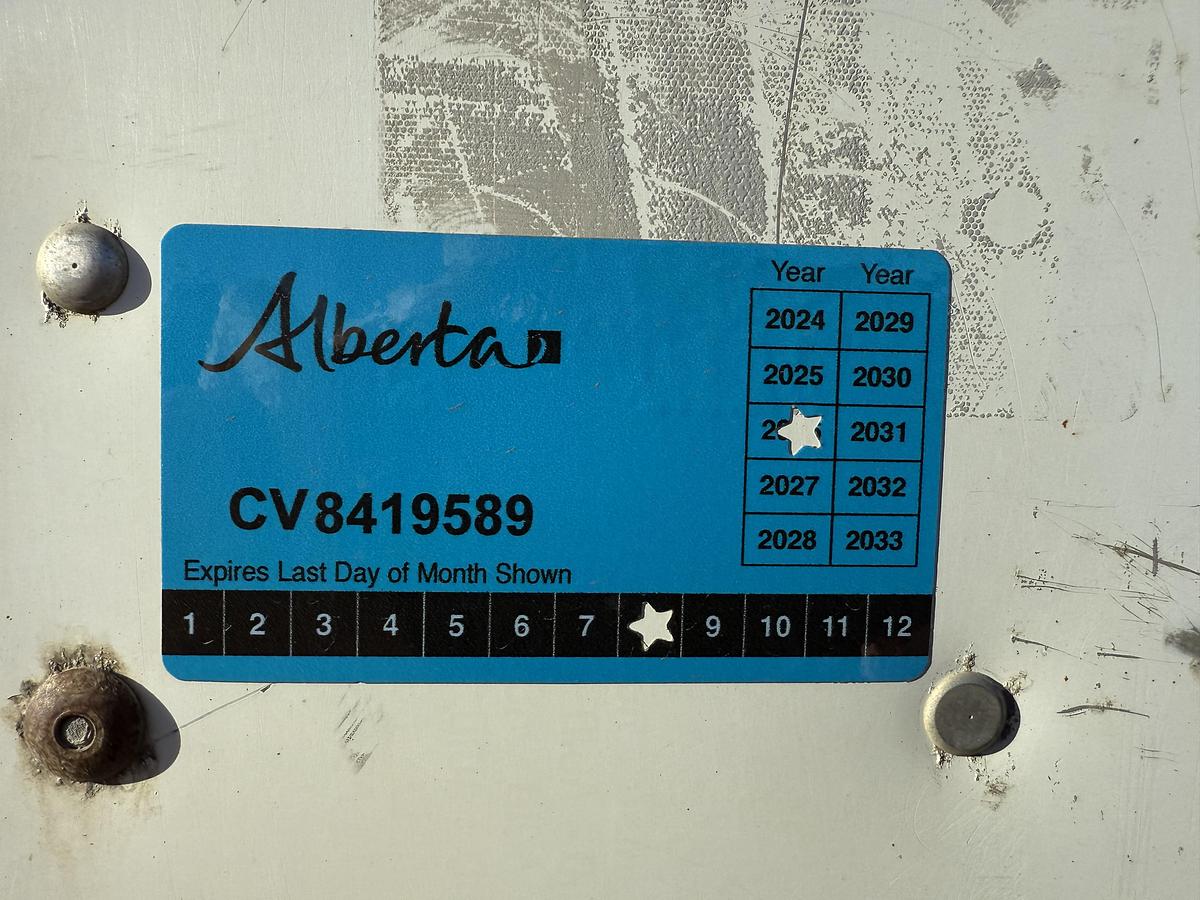 Alberta
Year Year
2024 2029
2025 2030
2031
2027 2032
2028 2033
CV8419589
Expires Last Day of Month Shown
1 2 3 4 5 6 7 9 10 11 12